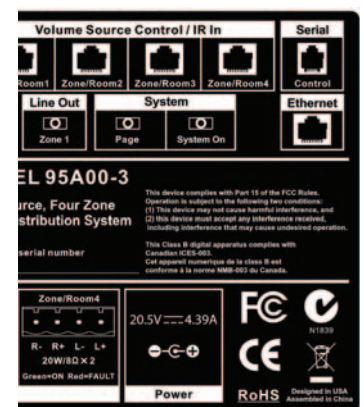 Volume Source Control / IR In
Serial
Room1 Zone/Room2 Zone/Room3 Zone/Room4
Control
Line Out
System
Ethernet
Zone 1
Page
System On
EL 95A00-3
urce, Four Zone
stribution System
serial number
This device complies with Part 15 of the FCC Rules.
Operation is subject to the following two conditions:
(1) This device may not cause harmful interference, and
(2) this device must accept any interference received,
including interference that may cause undesired operation.
This Class B digital apparatus complies with
Canadian ICES-003.
Cet appareil numerique de la class B est
conforme à la norme NMB-003 du Canada.
Zone/Room4
R- R+ L- L+
20W/8Ω × 2
Green=ON Red=FAULT
20.5V 4.39A
Power
FC
N1839
CE
RoHS
Designed in USA
Assembled in China